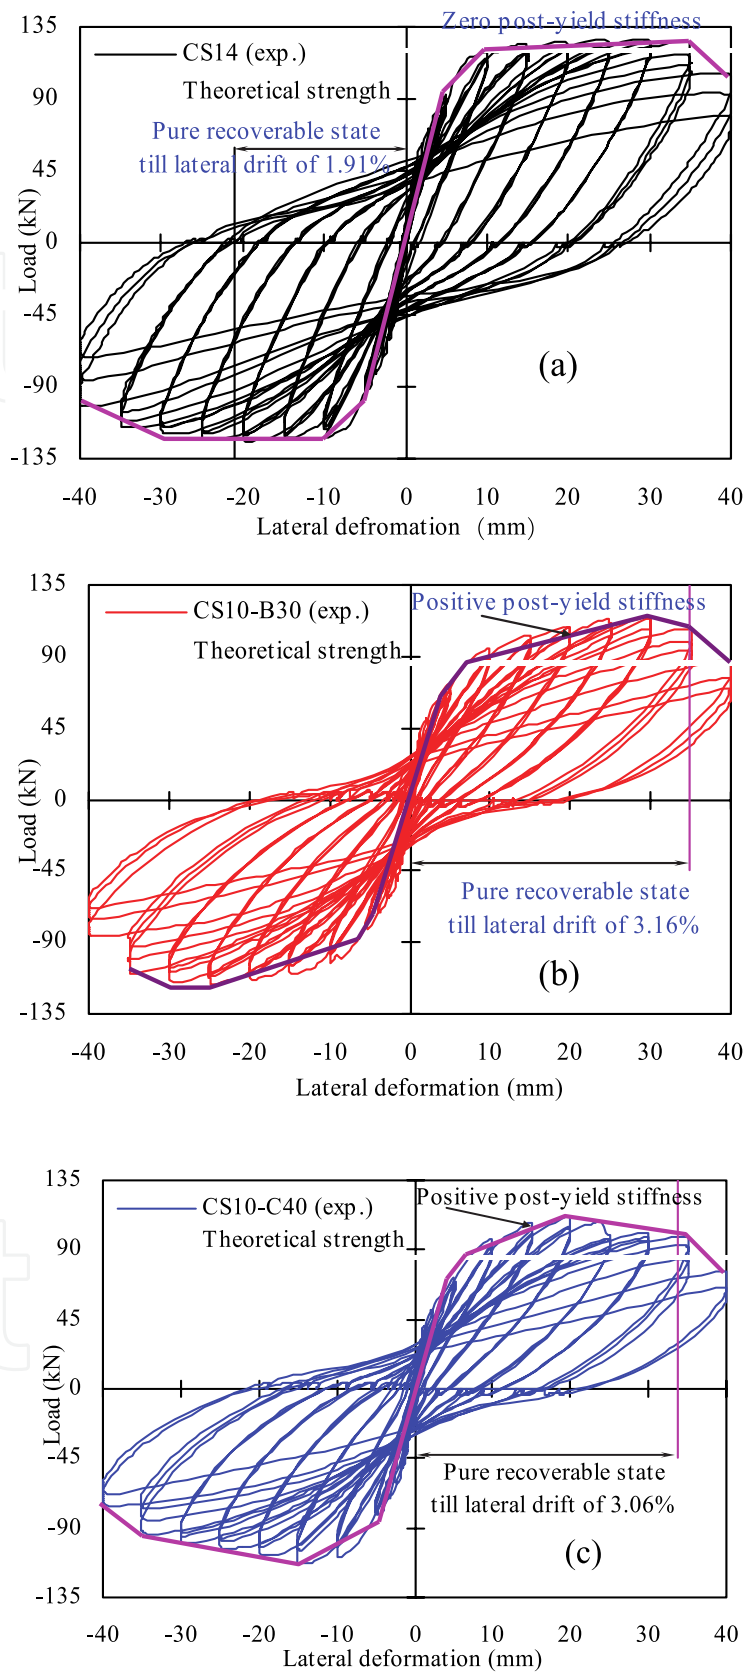 135
Zero post-yield stiffness
CS14 (exp.)
Theoretical strength
90
Pure recoverable state
till lateral drift of 1.91%
45
Load (kN)
0
-45
(a)
-90
-135
-40 -30 -20 -10 0 10 20 30 40
Lateral defromation （mm）
135
CS10-B30 (exp.)
Positive post-yield stiffness
Theoretical strength
90
45
Load (kN)
0
-45
Pure recoverable state
till lateral drift of 3.16%
-90
(b)
-135
-40 -30 -20 -10 0 10 20 30 40
Lateral deformation (mm)
135
CS10-C40 (exp.)
Positive post-yield stiffness
Theoretical strength
90
45
Load (kN)
0
-45
Pure recoverable state
till lateral drift of 3.06%
-90
(c)
-135
-40 -30 -20 -10 0 10 20 30 40
Lateral deformation (mm)